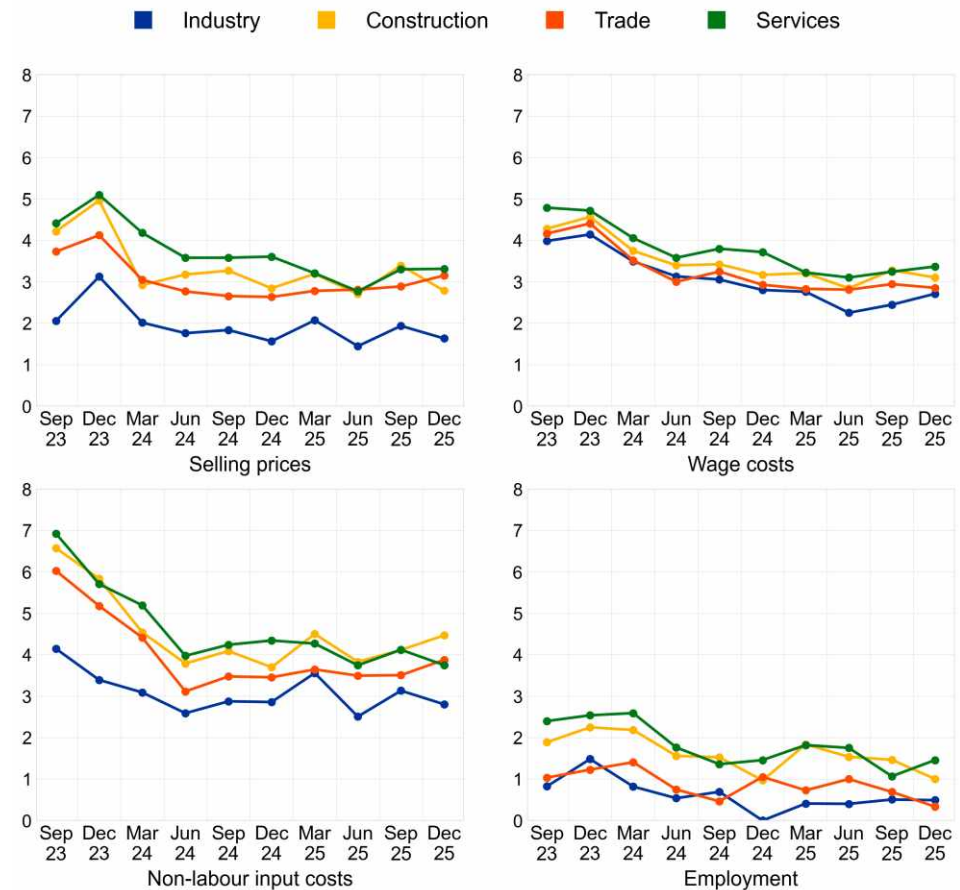 Industry Construction Trade Services
8 8
7 7
6 6
5 5
4 4
3 3
2 2
1 1
0 0
Sep Dec Mar Jun Sep Dec Mar Jun Sep Dec Sep Dec Mar Jun Sep Dec Mar Jun Sep Dec
23 23 24 24 24 24 25 25 25 25 23 23 24 24 24 24 25 25 25 25
Selling prices Wage costs
8 8
7 7
6 6
5 5
4 4
3 3
2 2
1 1
0 0
Sep Dec Mar Jun Sep Dec Mar Jun Sep Dec Sep Dec Mar Jun Sep Dec Mar Jun Sep Dec
23 23 24 24 24 24 25 25 25 25 23 23 24 24 24 24 25 25 25 25
Non-labour input costs Employment